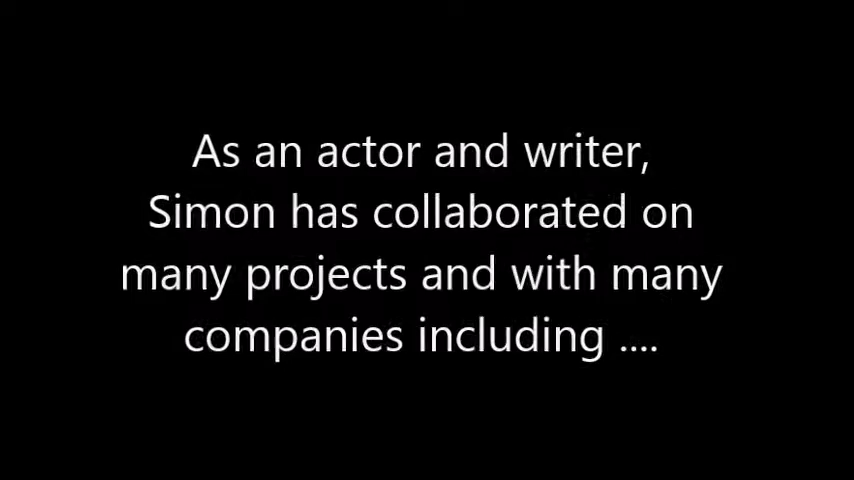 As an actor and writer,
Simon has collaborated on
many projects and with many
companies including ....